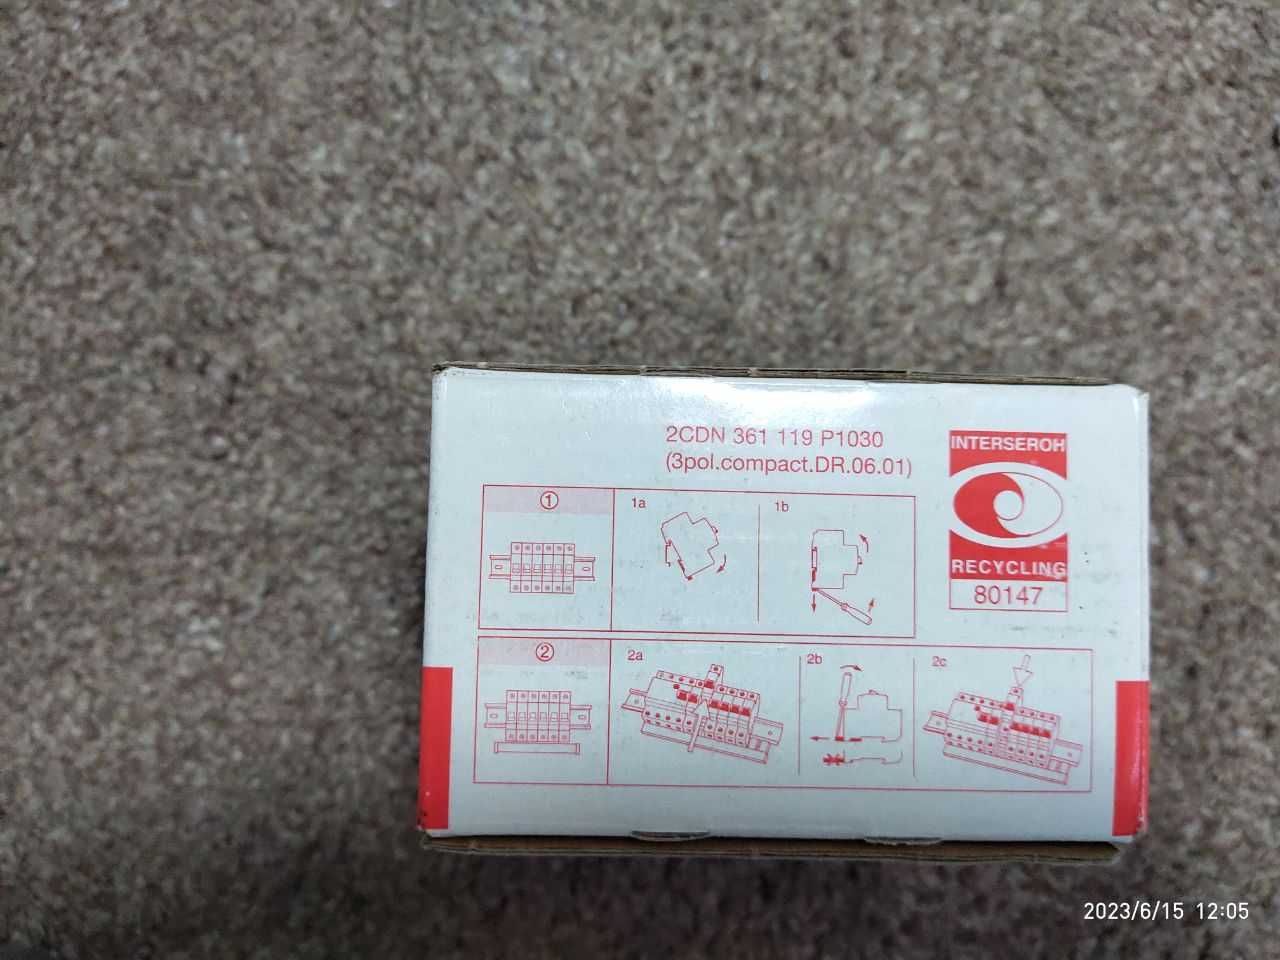 2CDN 361 119 P1030
(3pol.compact.DR.06.01)
INTERSEROH
RECYCLING
80147
1
1a
1b
2
2a
2b
2c
2023/6/15 12:05